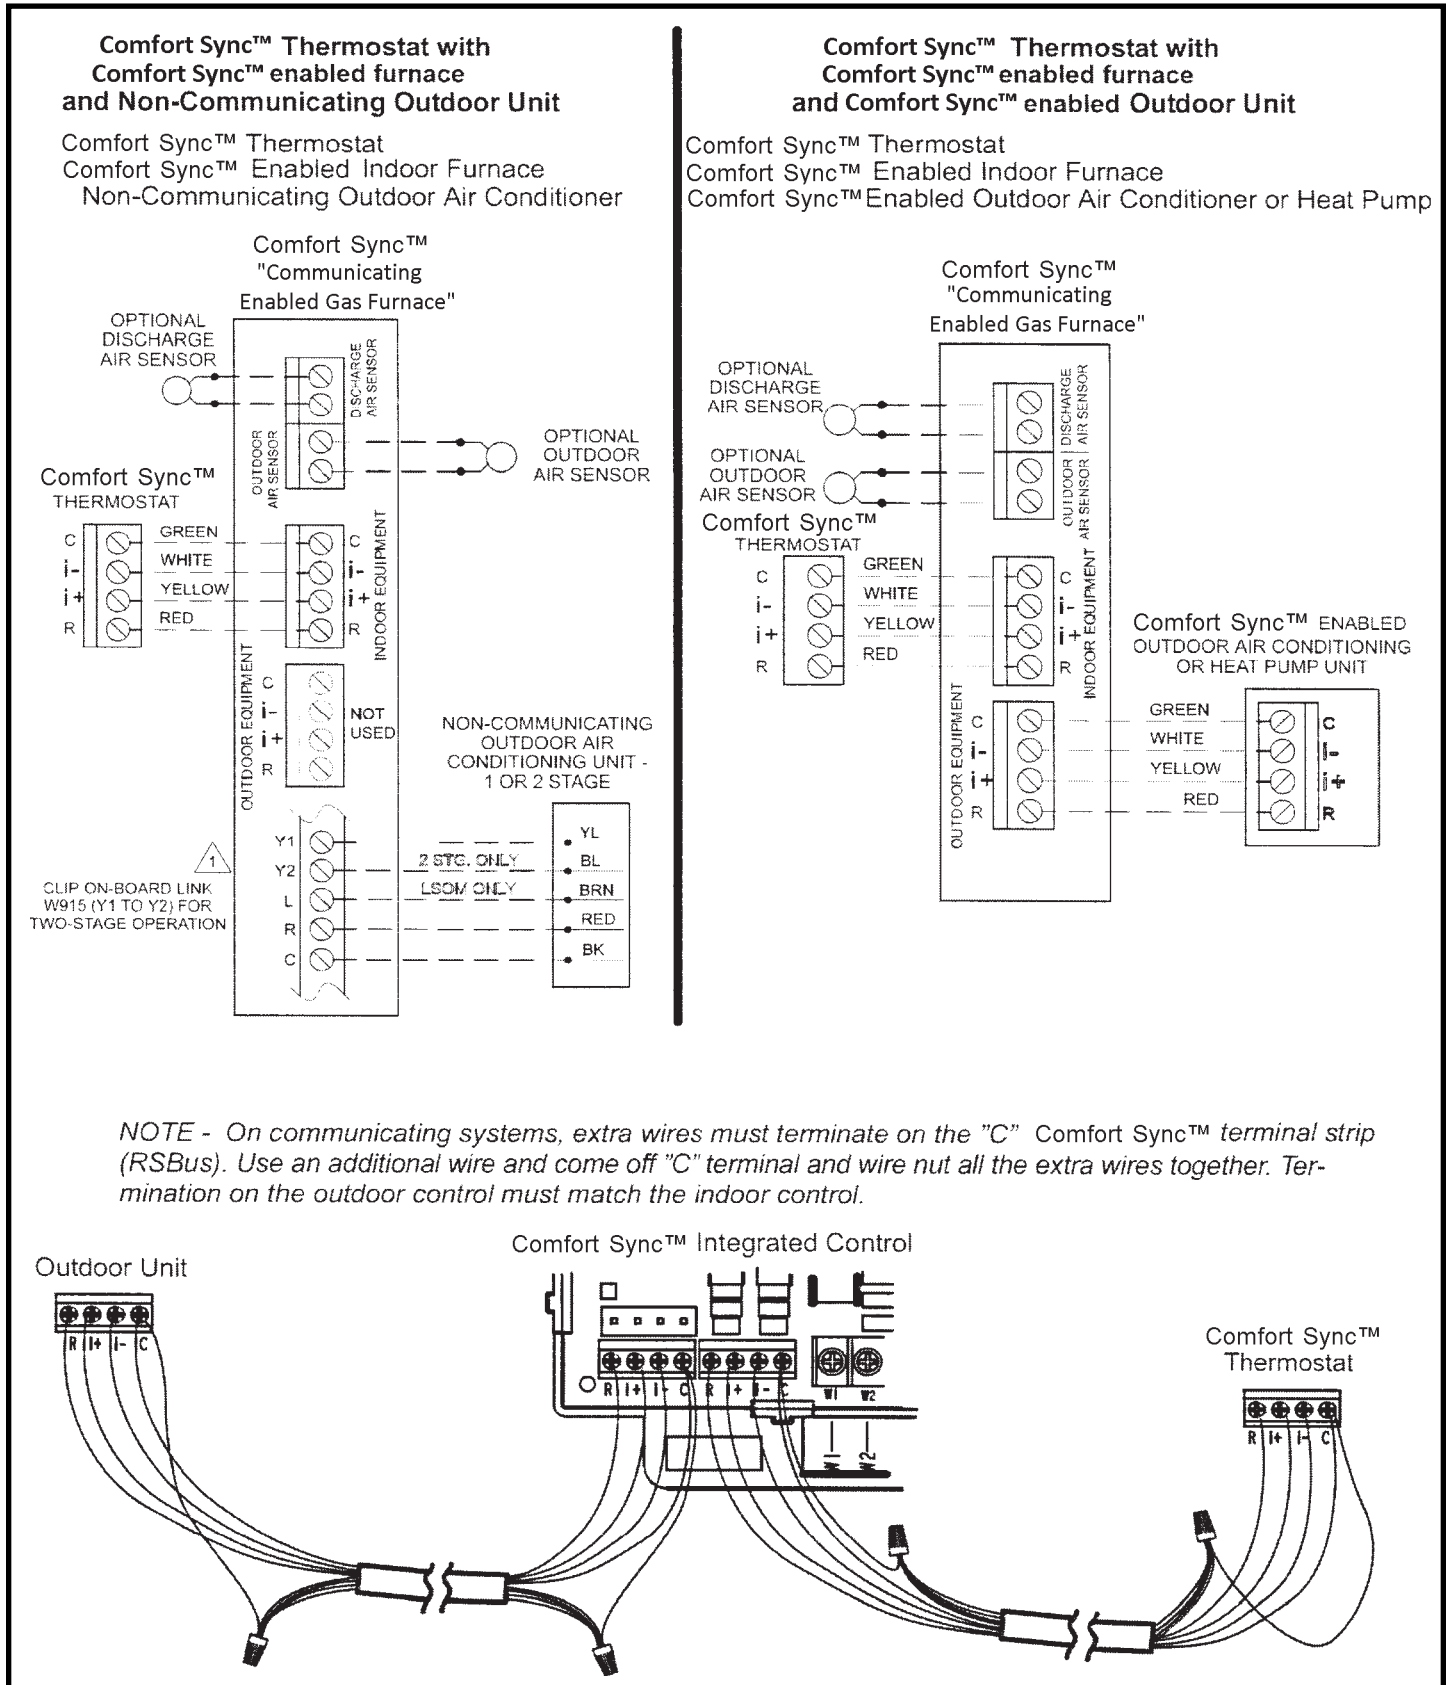 Comfort Sync™ Thermostat with
Comfort Sync™ enabled furnace
and Non-Communicating Outdoor Unit
Comfort Sync™ Thermostat
Comfort Sync™ Enabled Indoor Furnace
Non-Communicating Outdoor Air Conditioner
Comfort Sync™
"Communicating
Enabled Gas Furnace"
OPTIONAL
DISCHARGE
AIR SENSOR
DISCHARGE
AIR SENSOR
OUTDOOR
AIR SENSOR
OPTIONAL
OUTDOOR
AIR SENSOR
Comfort Sync™
THERMOSTAT
C GREEN C
i- WHITE i-
i+ YELLOW i+
R RED R
INDOOR EQUIPMENT
OUTDOOR EQUIPMENT
C
i-
i+
R
NOT
USED
NON-COMMUNICATING
OUTDOOR AIR
CONDITIONING UNIT -
1 OR 2 STAGE
Y1 YL
Y2 2 STG. ONLY BL
L LSOM ONLY BRN
R RED
C BK
1
CLIP ON-BOARD LINK
W915 (Y1 TO Y2) FOR
TWO-STAGE OPERATION
Comfort Sync™ Thermostat with
Comfort Sync™ enabled furnace
and Comfort Sync™ enabled Outdoor Unit
Comfort Sync™ Thermostat
Comfort Sync™ Enabled Indoor Furnace
Comfort Sync™ Enabled Outdoor Air Conditioner or Heat Pump
Comfort Sync™
"Communicating
Enabled Gas Furnace"
OPTIONAL
DISCHARGE
AIR SENSOR
DISCHARGE
AIR SENSOR
OPTIONAL
OUTDOOR
AIR SENSOR
OUTDOOR
AIR SENSOR
Comfort Sync™
THERMOSTAT
C GREEN C
i- WHITE i-
i+ YELLOW i+
R RED R
INDOOR EQUIPMENT
Comfort Sync™ ENABLED
OUTDOOR AIR CONDITIONING
OR HEAT PUMP UNIT
OUTDOOR EQUIPMENT
C GREEN C
i- WHITE i-
i+ YELLOW i+
R RED R
NOTE - On communicating systems, extra wires must terminate on the "C" Comfort Sync™ terminal strip
(RSBus). Use an additional wire and come off "C" terminal and wire nut all the extra wires together. Ter-
mination on the outdoor control must match the indoor control.
Comfort Sync™ Integrated Control
Outdoor Unit
R I+ I- C
R I+ I- C R I+ I- C W1 W2
W1 W2
Comfort Sync™
Thermostat
R I+ I- C